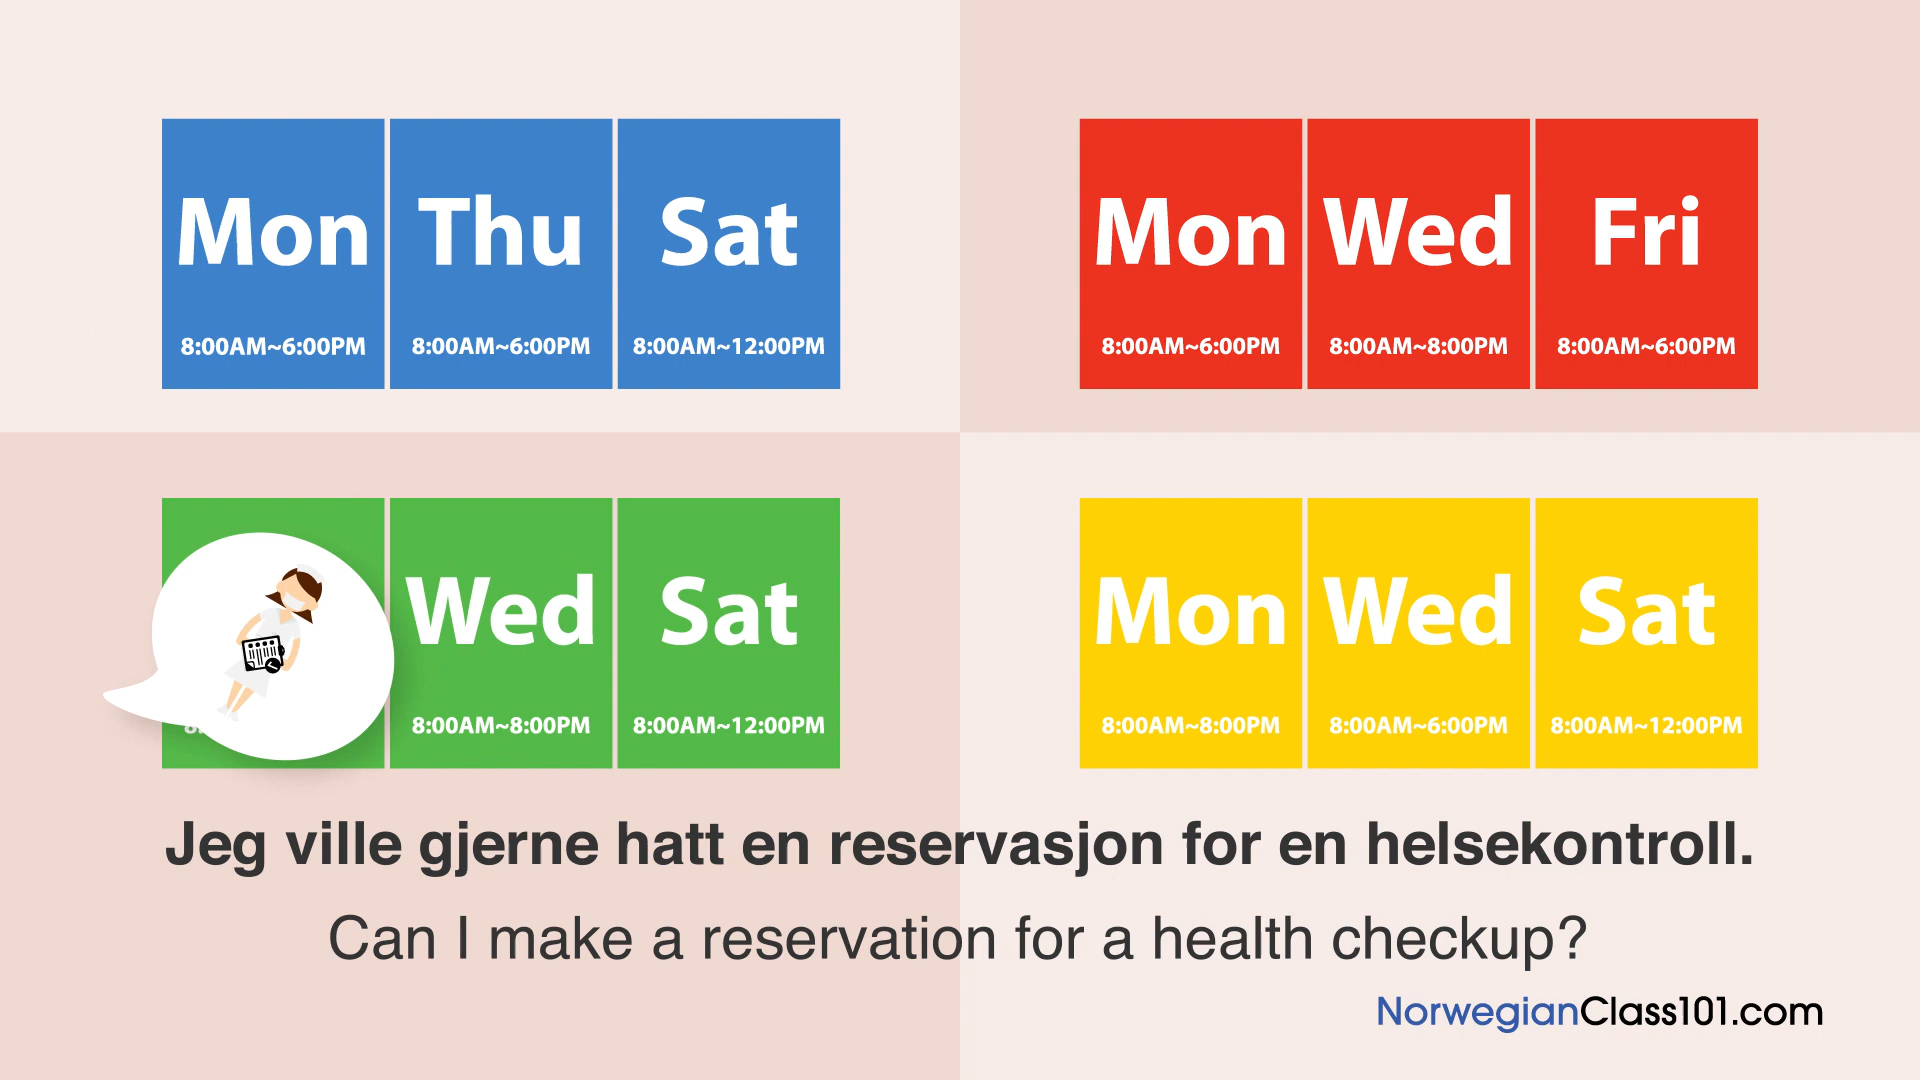 Mon Thu Sat
8:00AM~6:00PM 8:00AM~6:00PM 8:00AM~12:00PM
Mon Wed Fri
8:00AM~6:00PM 8:00AM~8:00PM 8:00AM~6:00PM
Wed Sat
8:00AM~8:00PM 8:00AM~12:00PM
Mon Wed Sat
8:00AM~8:00PM 8:00AM~6:00PM 8:00AM~12:00PM
Jeg ville gjerne hatt en reservasjon for en helsekontroll.
Can I make a reservation for a health checkup?
NorwegianClass101.com